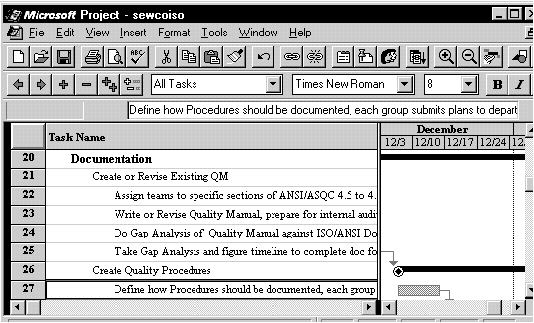 Microsoft Project - sewcoiso
Fie Edit View Insert Format Tools Window Help
All Tasks Times New Roman 8 B I
Define how Procedures should be documented, each group submits plans to depart
Task Name December
12/3 12/10 12/17 12/24 12
20 Documentation
21 Create or Revise Existing QM
22 Assign teams to specific sections of ANSI/ASQC 4.5 to 4.
23 Write or Revise Quality Manual, prepare for internal audi
24 Do Gap Analysis of Quality Manual against ISO/ANSI Do
25 Take Gap Analysis and figure timeline to complete doc fo
26 Create Quality Procedures
27 Define how Procedures should be documented, each group